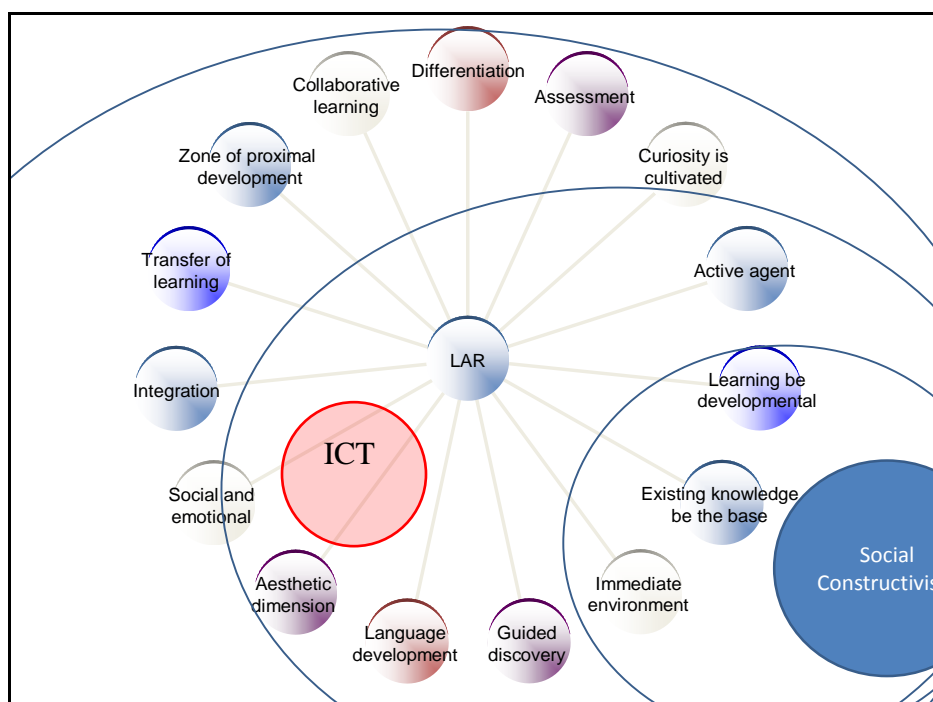 Differentiation
Collaborative
learning
Assessment
Zone of proximal
development
Curiosity is
cultivated
Transfer of
learning
Active agent
LAR
Integration
Learning be
developmental
ICT
Social and
emotional
Existing knowledge
be the base
Social
Constructivis
Aesthetic
dimension
Immediate
environment
Language
development
Guided
discovery